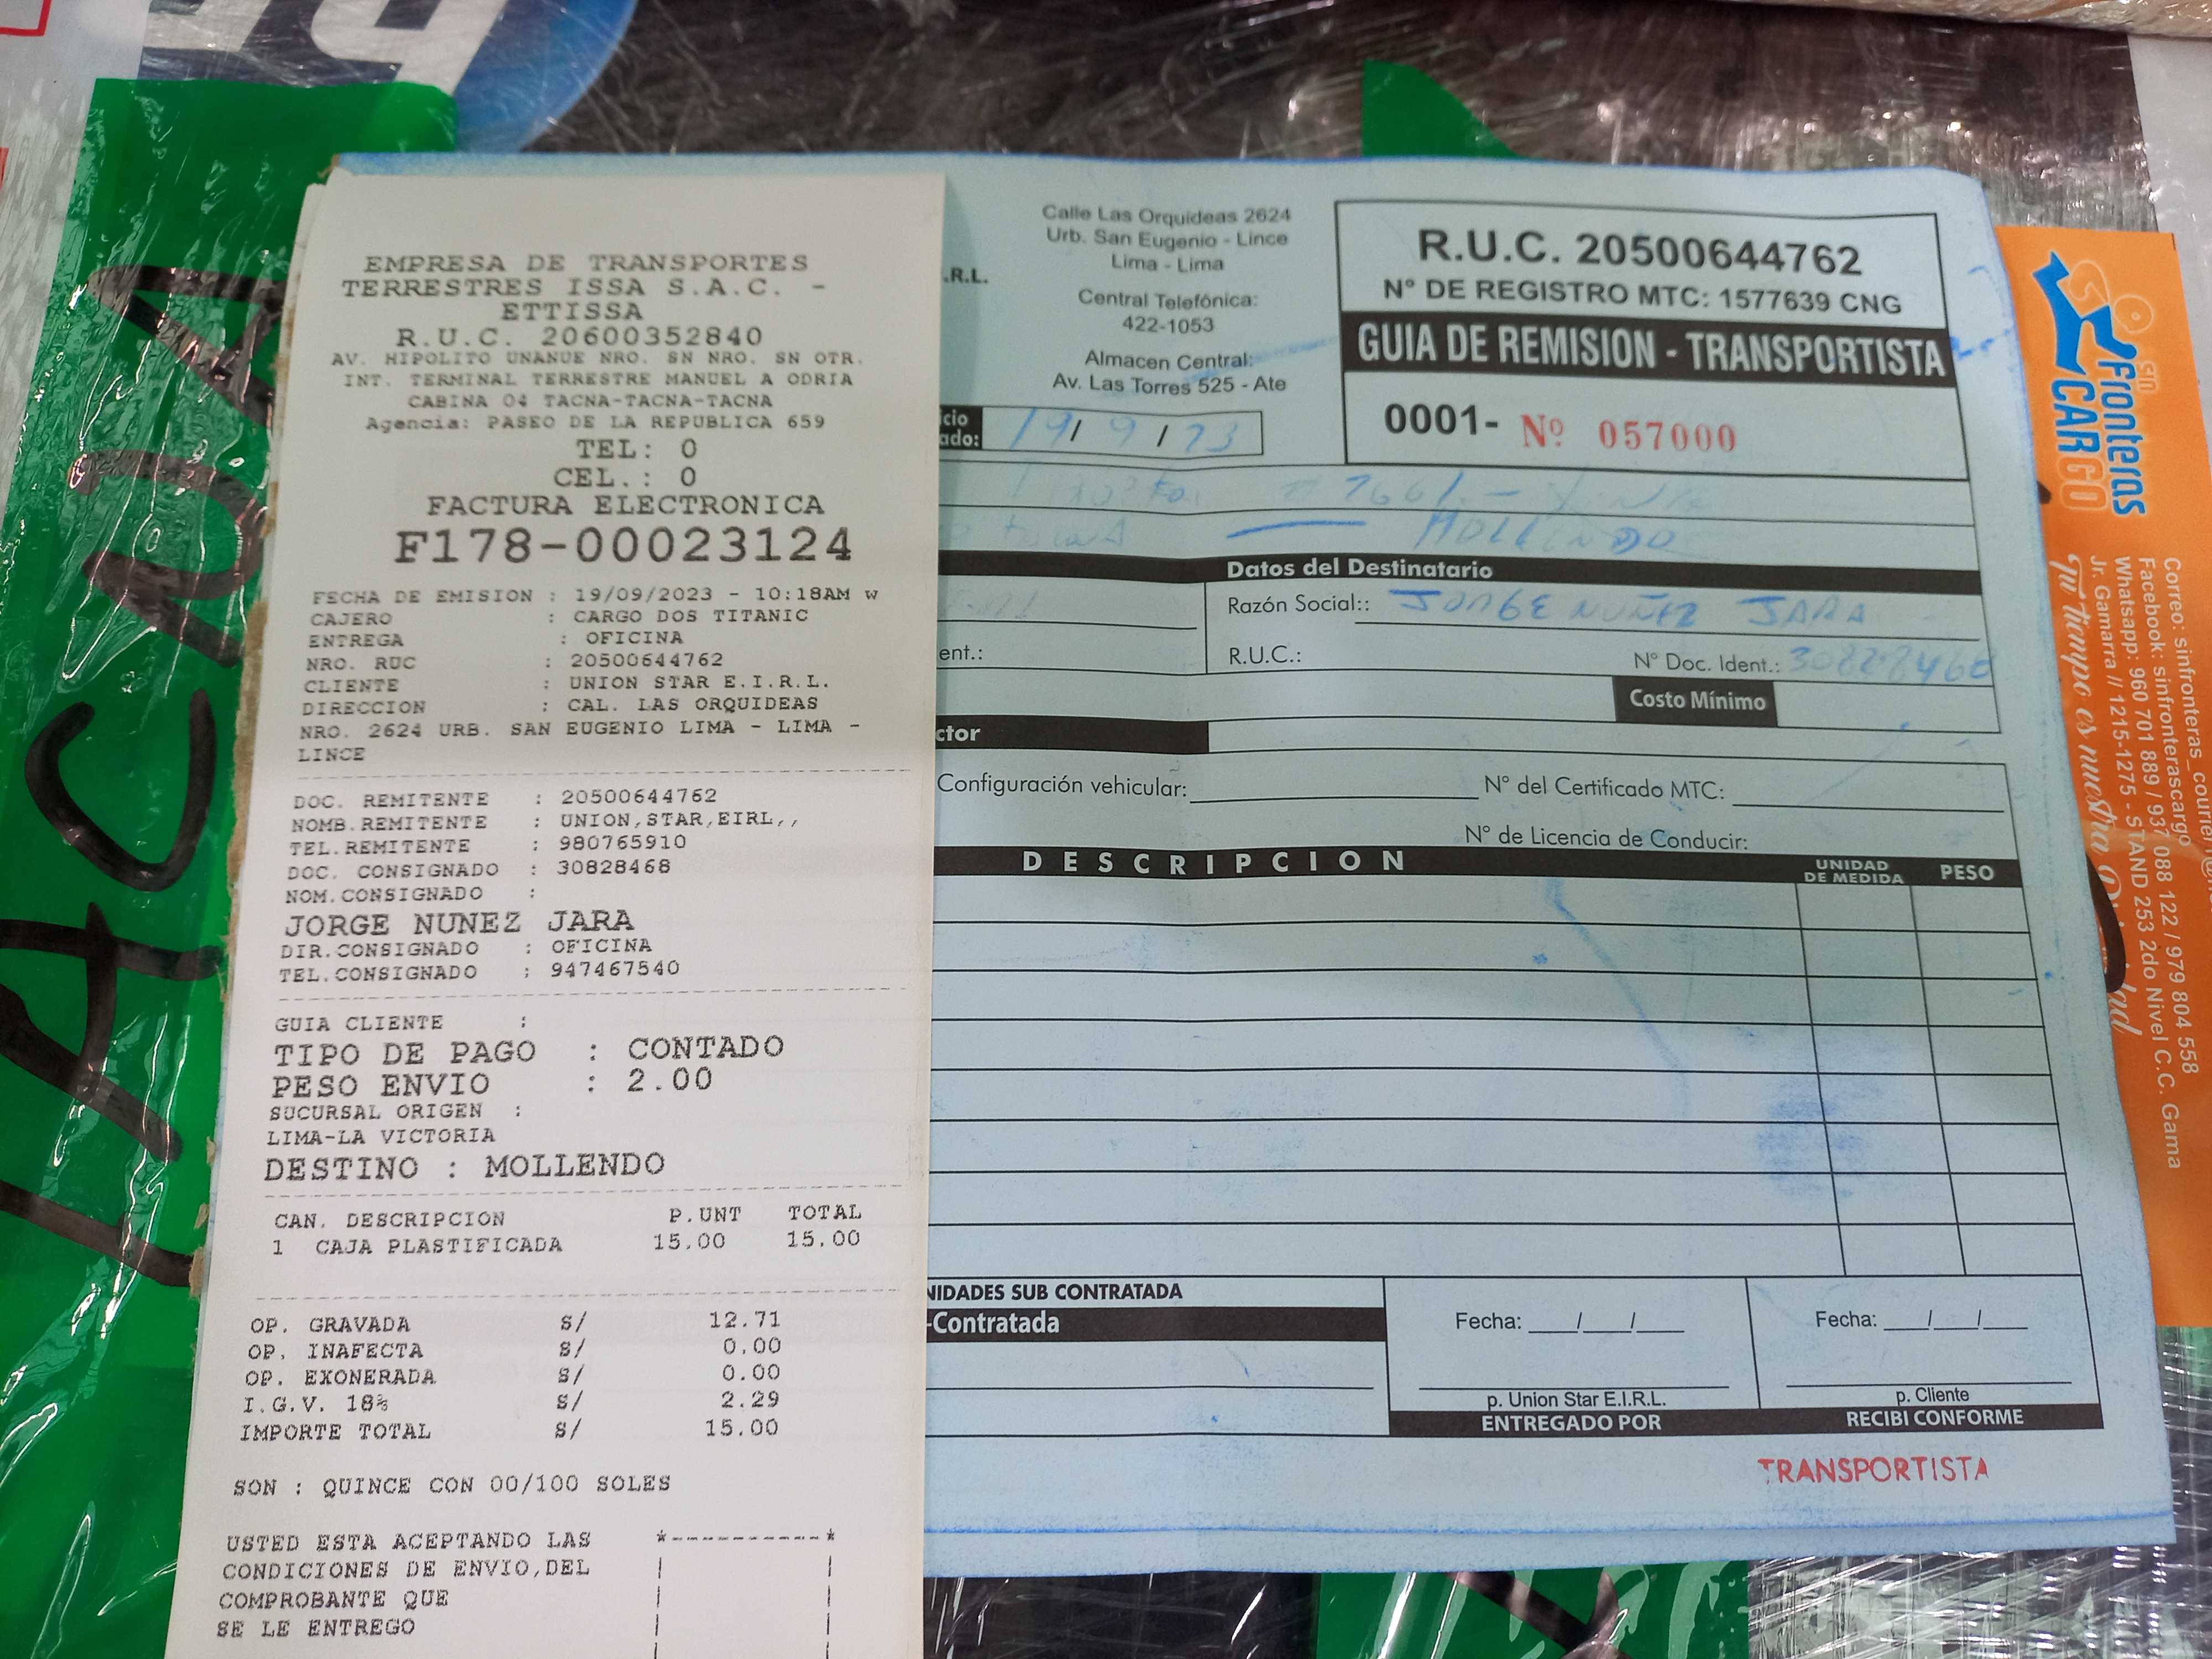 EMPRESA DE TRANSPORTES
TERRESTRES ISSA S.A.C. -
ETTISSA
R.U.C. 20600352840
AV. HIPOLITO UNANUE NRO. SN NRO. SN OTR.
INT. TERMINAL TERRESTRE MANUEL A ODRIA
CABINA 04 TACNA-TACNA-TACNA
Agencia: PASEO DE LA REPUBLICA 659
TEL: 0
CEL.: 0
FACTURA ELECTRONICA
F178-00023124
FECHA DE EMISION : 19/09/2023 - 10:18AM w
CAJERO : CARGO DOS TITANIC
ENTREGA : OFICINA
NRO. RUC : 20500644762
CLIENTE : UNION STAR E.I.R.L.
DIRECCION : CAL. LAS ORQUIDEAS
NRO. 2624 URB. SAN EUGENIO LIMA - LIMA -
LINCE
DOC. REMITENTE : 20500644762
NOMB.REMITENTE : UNION,STAR,EIRL,,
TEL.REMITENTE : 980765910
DOC. CONSIGNADO : 30828468
NOM.CONSIGNADO :
JORGE NUNEZ JARA
DIR.CONSIGNADO : OFICINA
TEL.CONSIGNADO : 947467540
GUIA CLIENTE :
TIPO DE PAGO : CONTADO
PESO ENVIO : 2.00
SUCURSAL ORIGEN :
LIMA-LA VICTORIA
DESTINO : MOLLENDO
CAN. DESCRIPCION P.UNT TOTAL
1 CAJA PLASTIFICADA 15.00 15.00
OP. GRAVADA S/ 12.71
OP. INAFECTA S/ 0.00
OP. EXONERADA S/ 0.00
I.G.V. 18% S/ 2.29
IMPORTE TOTAL S/ 15.00
SON : QUINCE CON 00/100 SOLES
USTED ESTA ACEPTANDO LAS
CONDICIONES DE ENVIO,DEL
COMPROBANTE QUE
SE LE ENTREGO
.R.L.
Calle Las Orquideas 2624
Urb. San Eugenio - Lince
Lima - Lima
Central Telefónica:
422-1053
Almacen Central:
Av. Las Torres 525 - Ate
R.U.C. 20500644762
N° DE REGISTRO MTC: 1577639 CNG
GUIA DE REMISION - TRANSPORTISTA
0001- Nº 057000
cio
ado: 19/ 9 / 23
MOLLENDO
Datos del Destinatario
Razón Social:: JORGE NUÑEZ JARA
ent.:
R.U.C.: N° Doc. Ident.: 30828468
Costo Mínimo
ctor
Configuración vehicular: N° del Certificado MTC:
N° de Licencia de Conducir:
DESCRIPCION UNIDAD DE MEDIDA PESO
NIDADES SUB CONTRATADA
-Contratada
Fecha: / /
p. Union Star E.I.R.L.
ENTREGADO POR
Fecha: / /
p. Cliente
RECIBI CONFORME
TRANSPORTISTA
sin
Fronteras
CARGO
Tu tiempo es nuestra
Correo: sinfronteras_courier
Facebook: sinfronterascargo
Whatsapp: 960 701 889 / 937 088 122 / 979 804 558
Jr. Gamarra // 1215-1275 - STAND 253 2do Nivel C.C. Gama